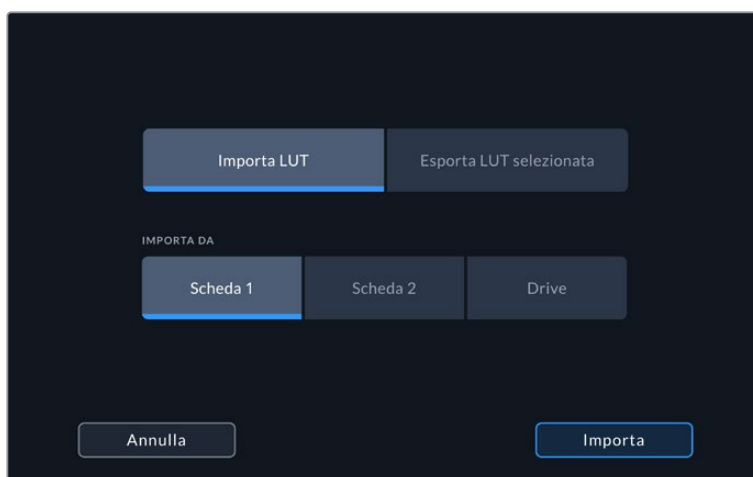 Importa LUT Esporta LUT selezionata
IMPORTA DA
Scheda 1 Scheda 2 Drive
Annulla Importa